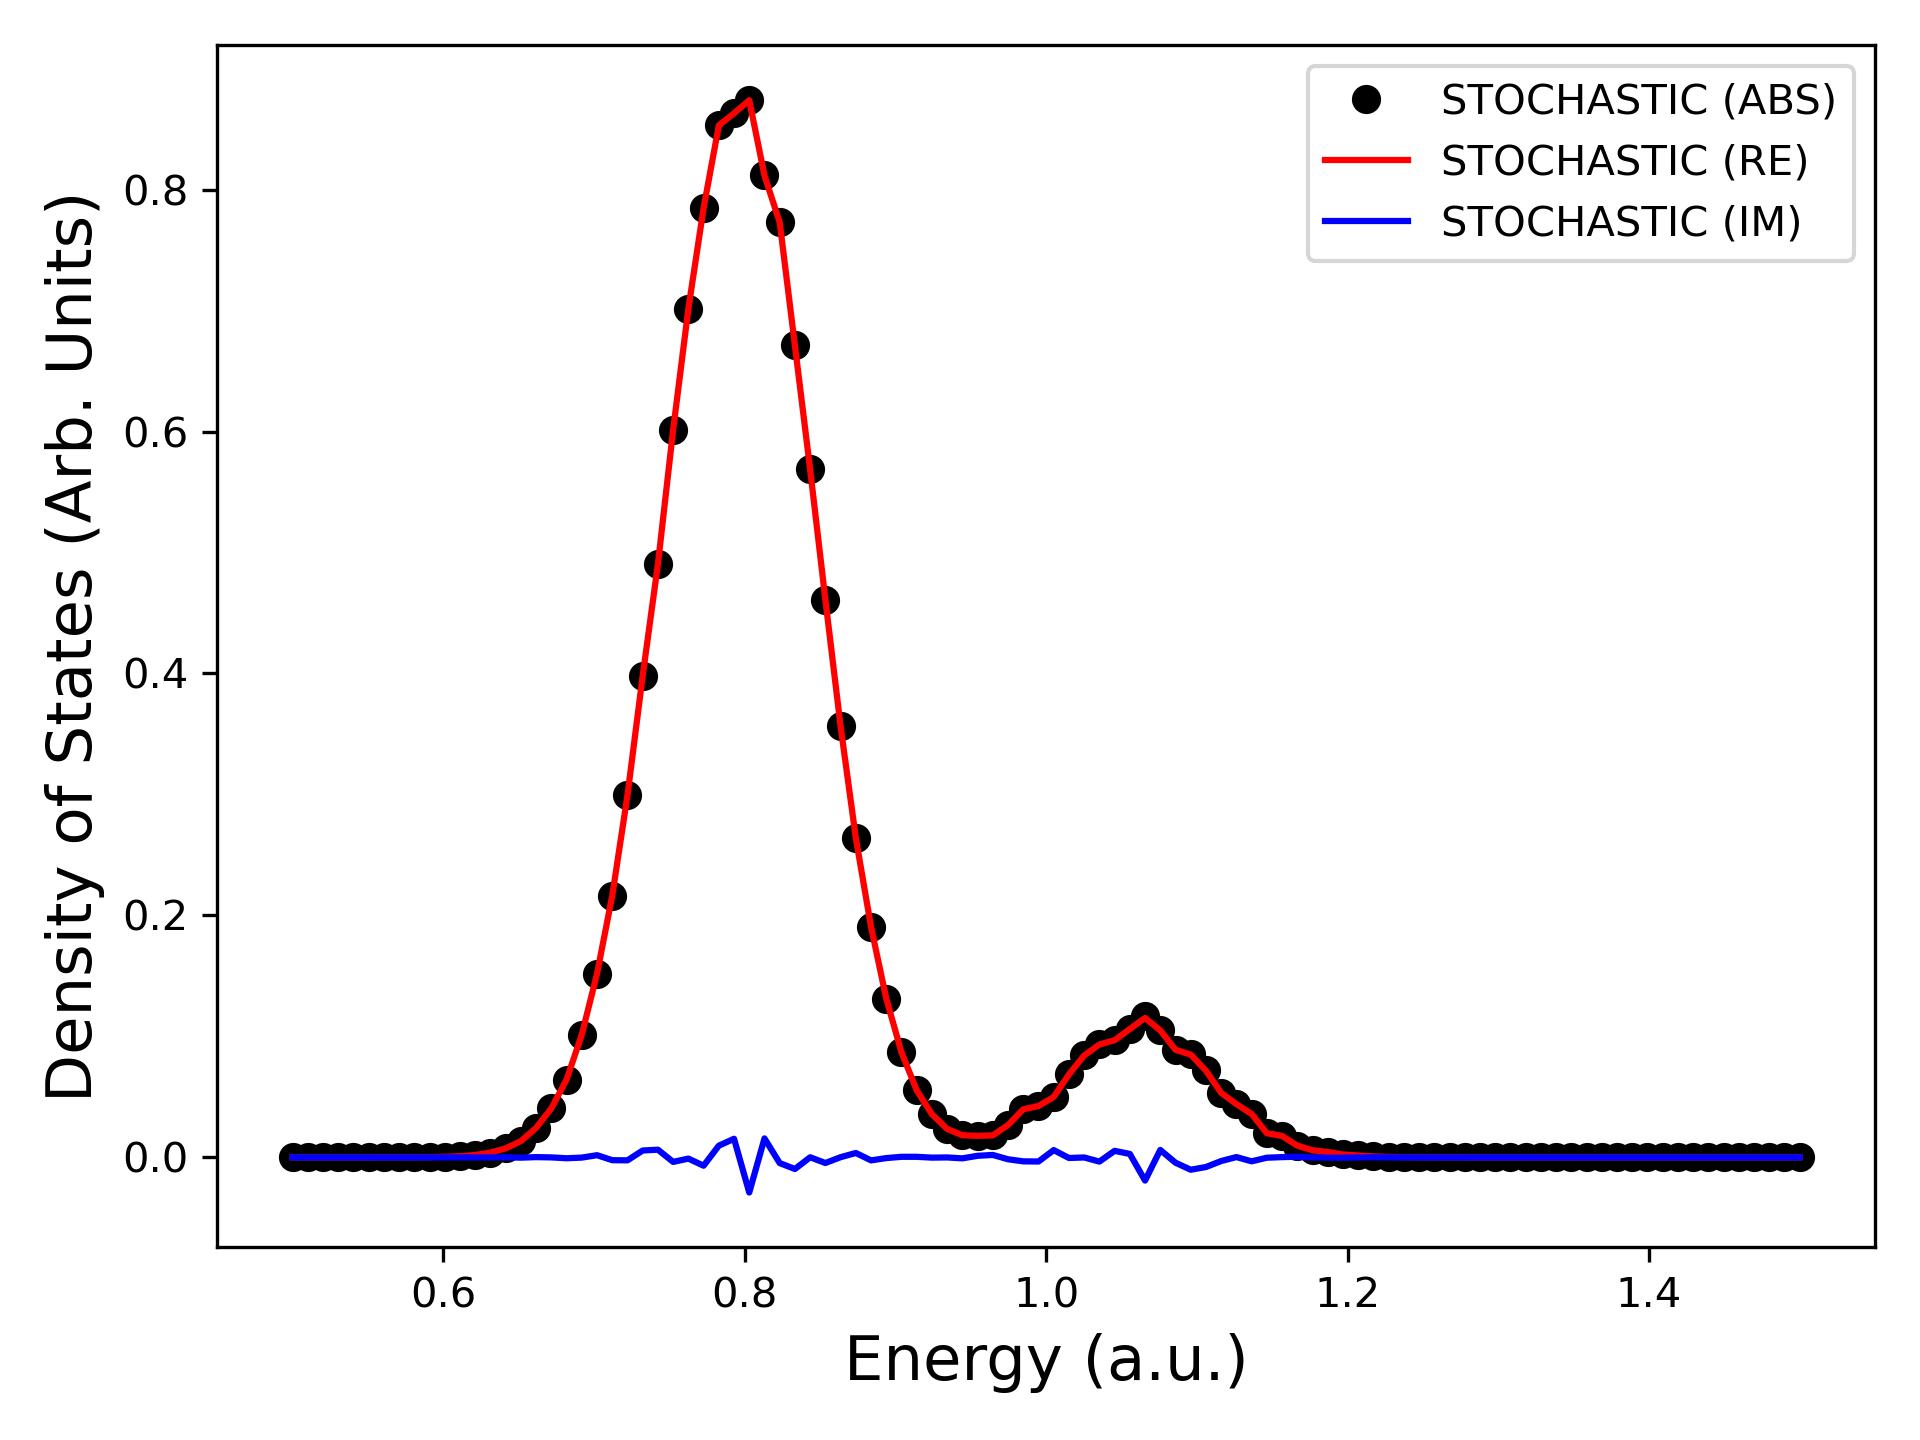 STOCHASTIC (ABS)
STOCHASTIC (RE)
STOCHASTIC (IM)
Density of States (Arb. Units)
0.8
0.6
0.4
0.2
0.0
0.6 0.8 1.0 1.2 1.4
Energy (a.u.)